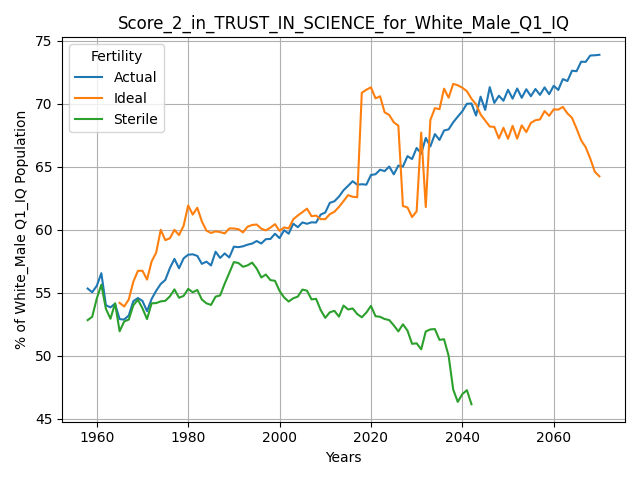 Score_2_in_TRUST_IN_SCIENCE_for_White_Male_Q1_IQ
Fertility
Actual
Ideal
Sterile
% of White_Male Q1_IQ Population
75
70
65
60
55
50
45
1960
1980
2000
2020
2040
2060
Years